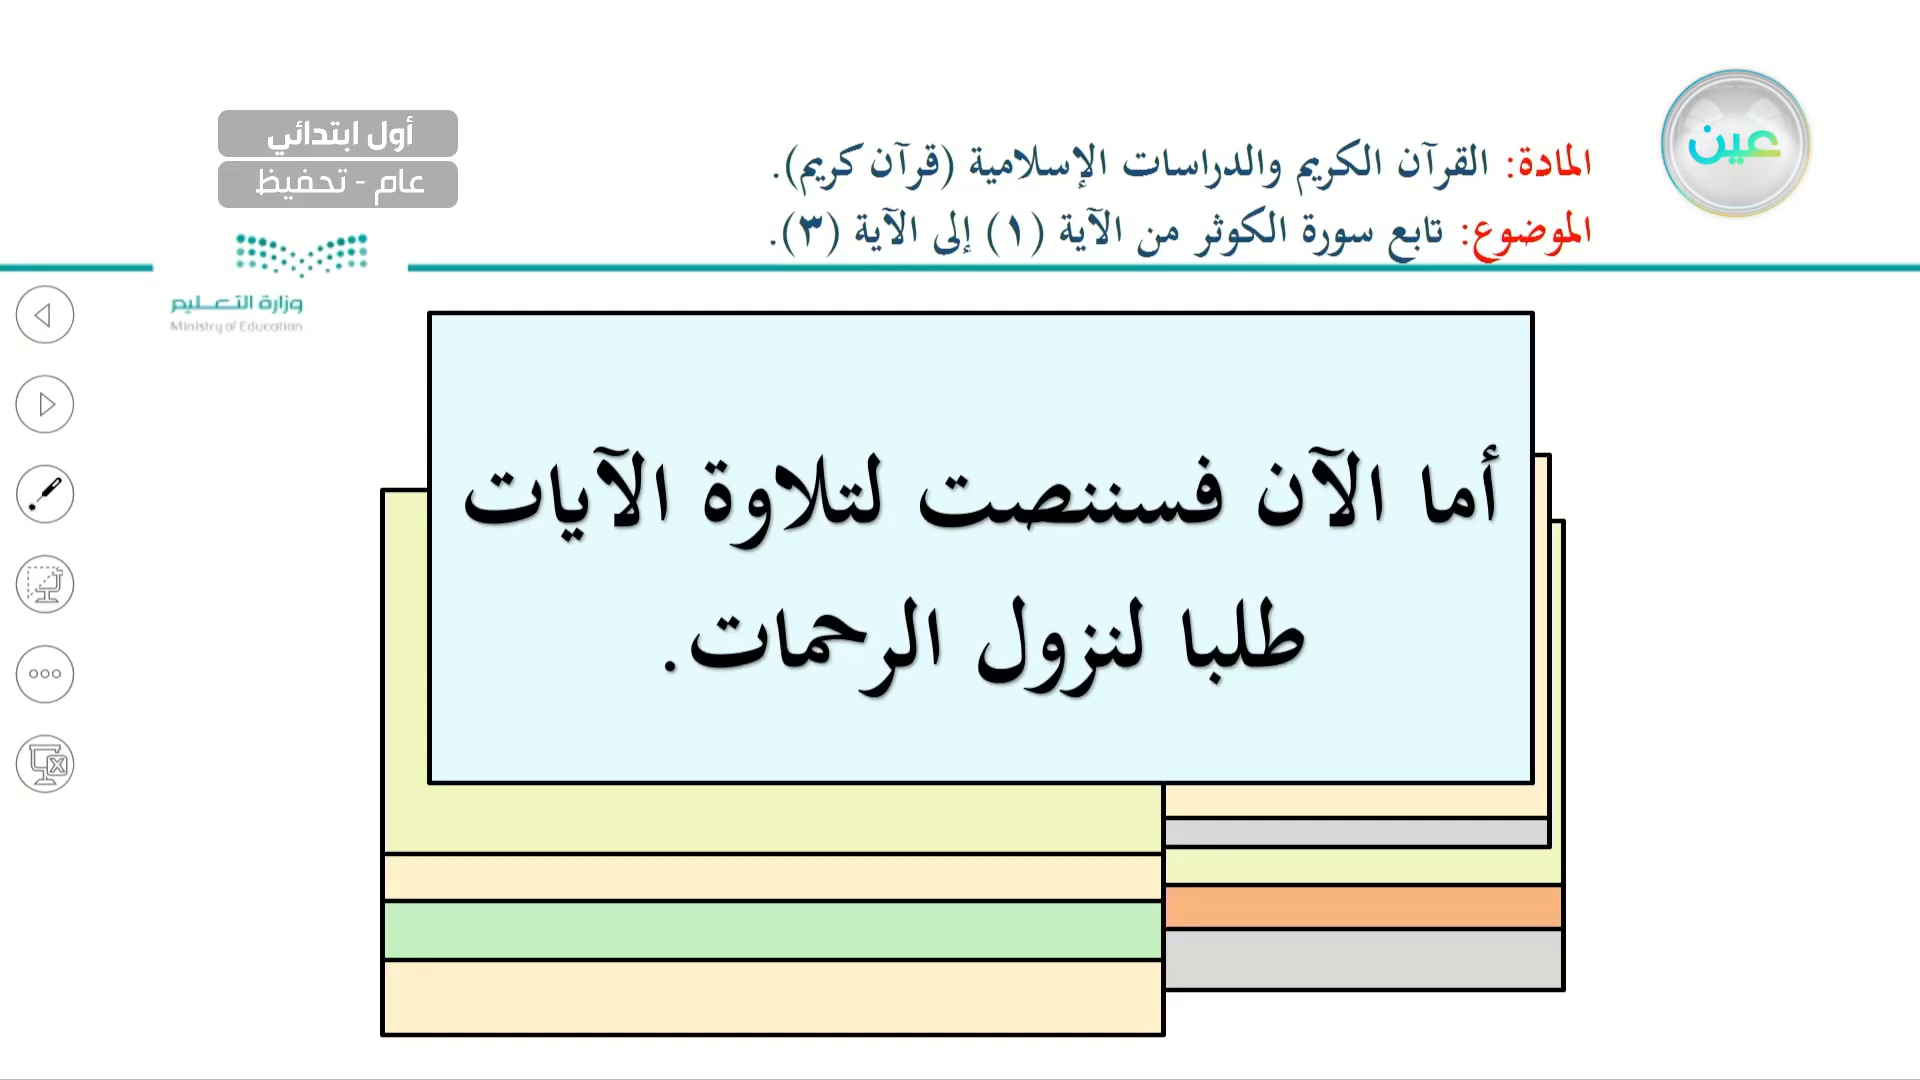 عين
المادة: القرآن الكريم والدراسات الإسلامية (قرآن كريم).
الموضوع: تابع سورة الكوثر من الآية (١) إلى الآية (٣).
أول ابتدائي
عام - تحفيظ
وزارة التعليم
Ministry of Education
أما الآن فسننصت لتلاوة الآيات
طلبا لنزول الرحمات.